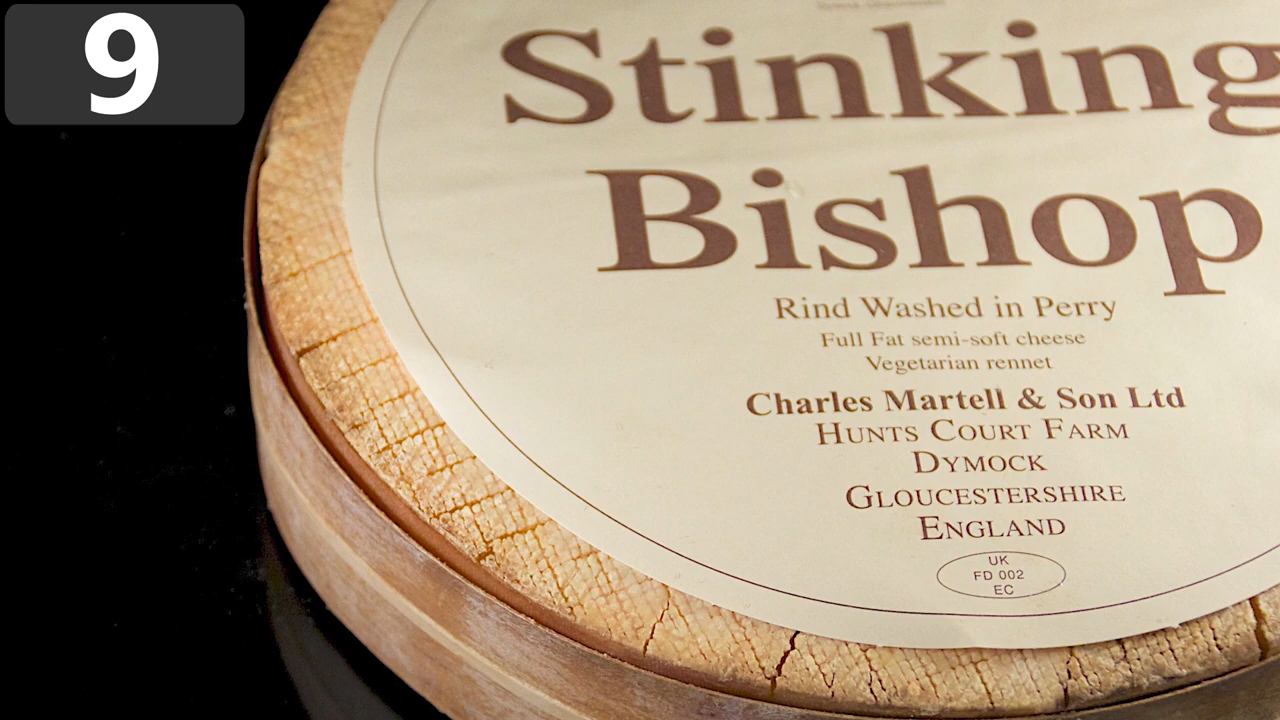 9
Stinking
Bishop
Rind Washed in Perry
Full Fat semi-soft cheese
Vegetarian rennet
Charles Martell & Son Ltd
HUNTS COURT FARM
DYMOCK
GLOUCESTERSHIRE
ENGLAND
UK
FD 002
EC